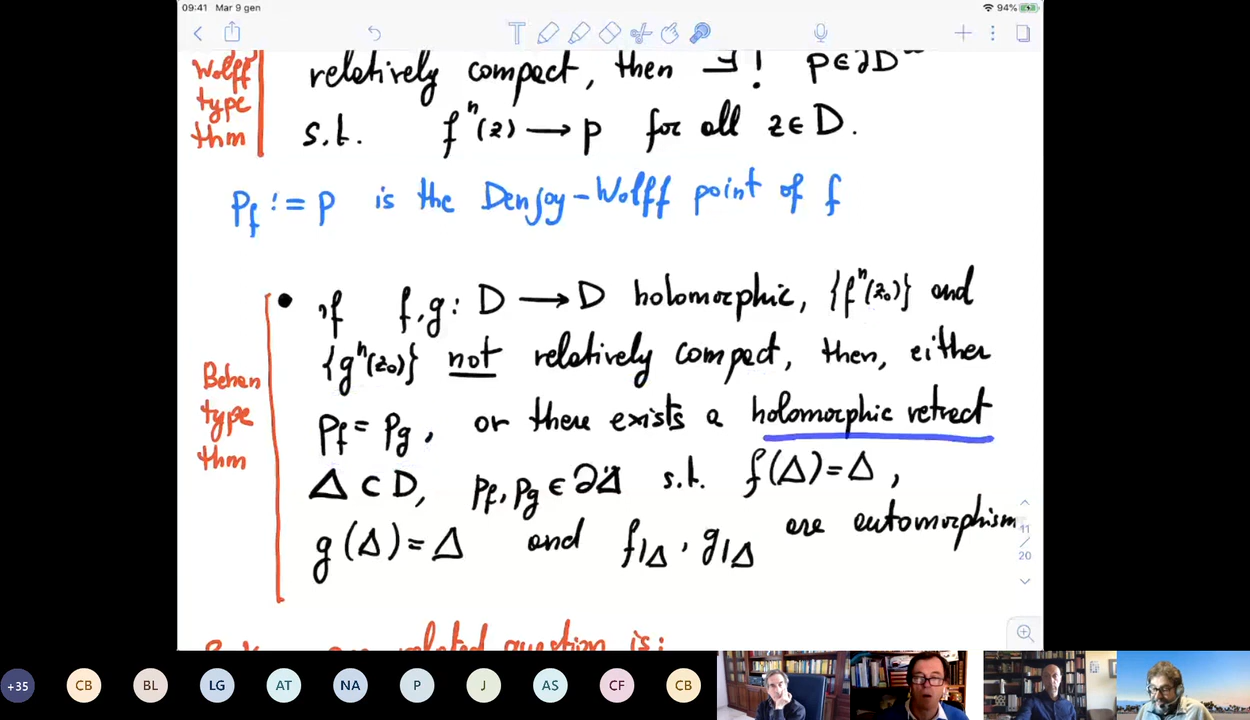 09:41 Mar 9 gen
94%
Wolff type thm
relatively compact, then ∃! p∈∂D
s.t. fⁿ(z) ⟶ p for all z∈D.
P_f := p is the Denjoy-Wolff point of f
Behan type thm
• if f,g: D ⟶ D holomorphic, {fⁿ(z₀)} and
{gⁿ(z₀)} not relatively compact, then, either
P_f = P_g, or there exists a holomorphic retract
Δ ⊂ D, P_f, P_g ∈ ∂Δ s.t. f(Δ)=Δ,
g(Δ)=Δ and f|Δ, g|Δ are automorphism
11 / 20
related question is:
+35 CB BL LG AT NA P J AS CF CB